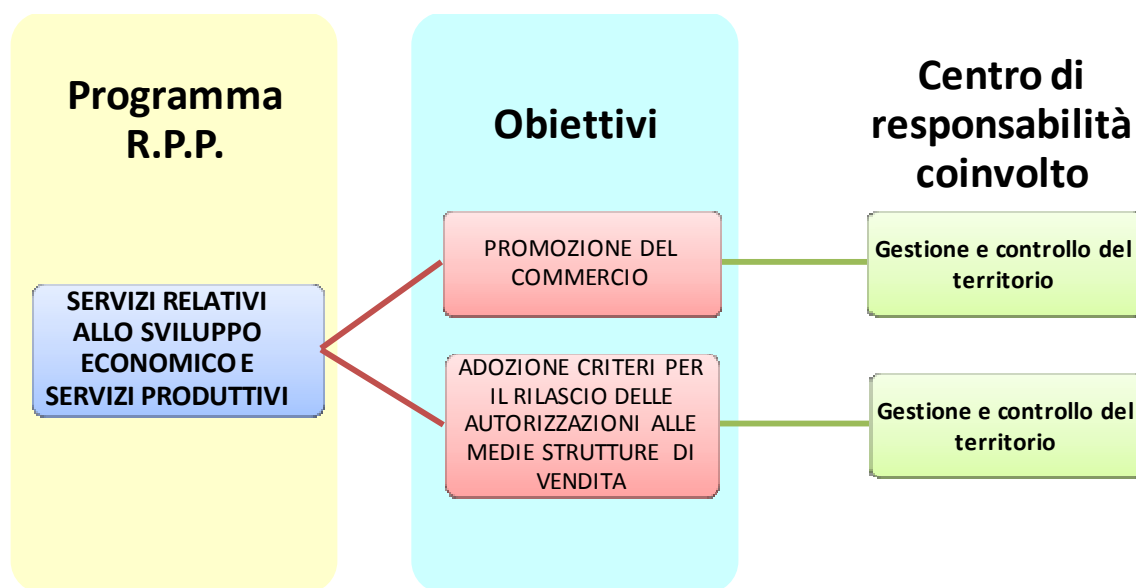 Programma
R.P.P.
Obiettivi
Centro di
responsabilità
coinvolto
SERVIZI RELATIVI
ALLO SVILUPPO
ECONOMICO E
SERVIZI PRODUTTIVI
PROMOZIONE DEL
COMMERCIO
Gestione e controllo del
territorio
ADOZIONE CRITERI PER
IL RILASCIO DELLE
AUTORIZZAZIONI ALLE
MEDIE STRUTTURE DI
VENDITA
Gestione e controllo del
territorio